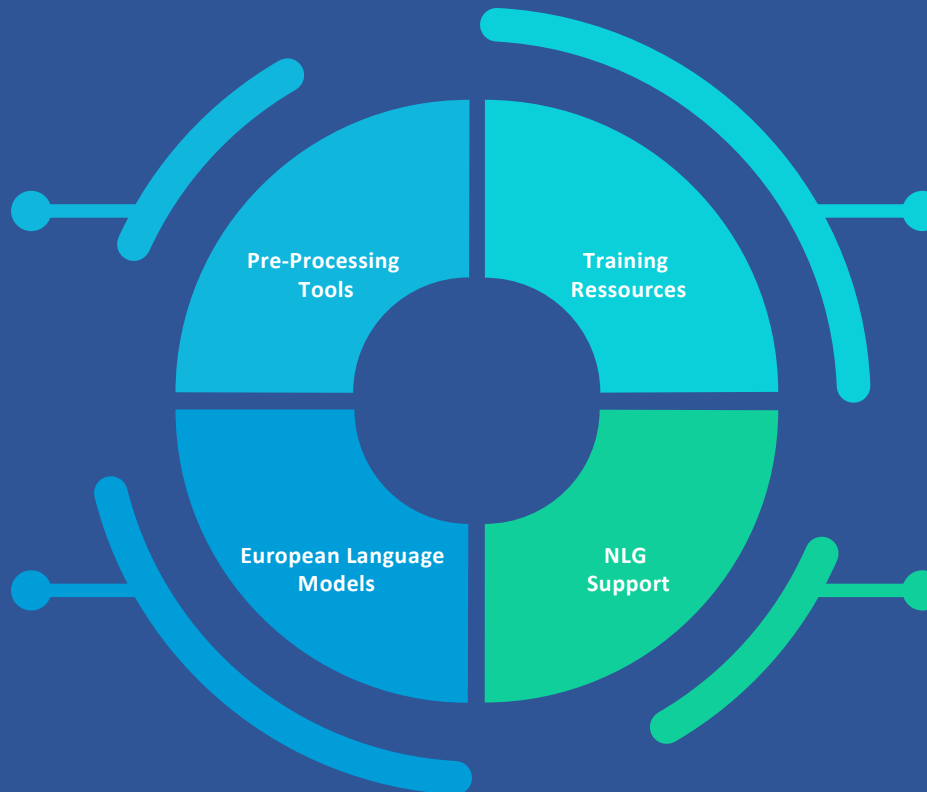 Pre-Processing
Tools
Training
Ressources
European Language
Models
NLG
Support